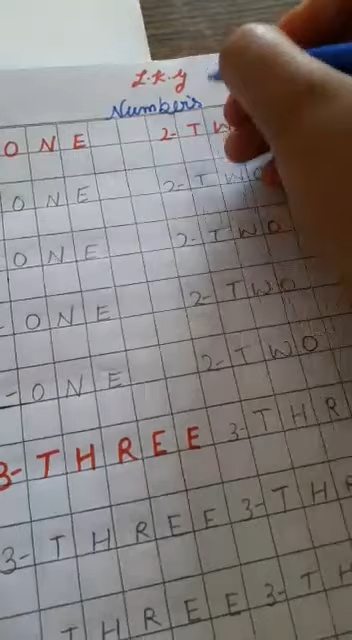 L.k.y
Numbers
ONE 2-TW
ONE 2-TWO
ONE 2-TWO
-ONE 2-TWO
-ONE 2-TWO
3-THREE 3-THR
3-THREE 3-THR
THREE 3-TH